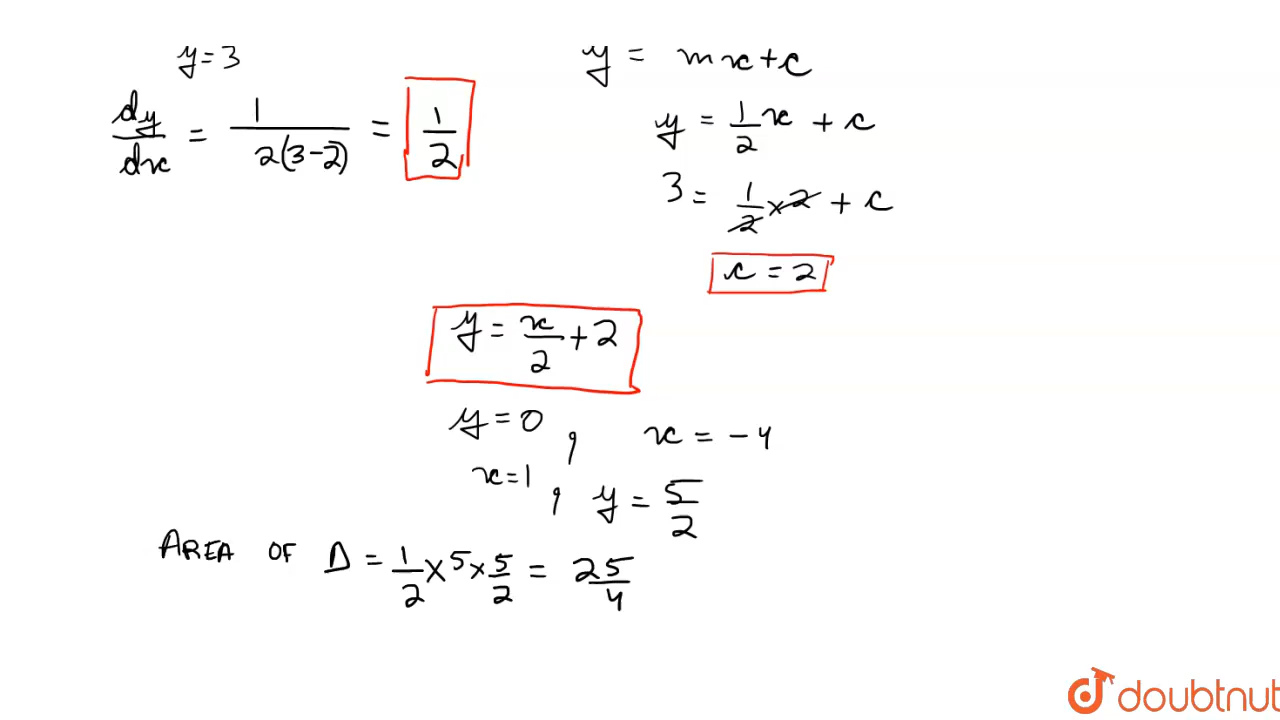 y = 3
dy/dx = 1/2(3-2) = 1/2
y = mx + c
y = 1/2 x + c
3 = 1/2 × 2 + c
c = 2
y = x/2 + 2
y = 0, x = -4
x = 1, y = 5/2
AREA OF Δ = 1/2 × 5 × 5/2 = 25/4
doubtnut